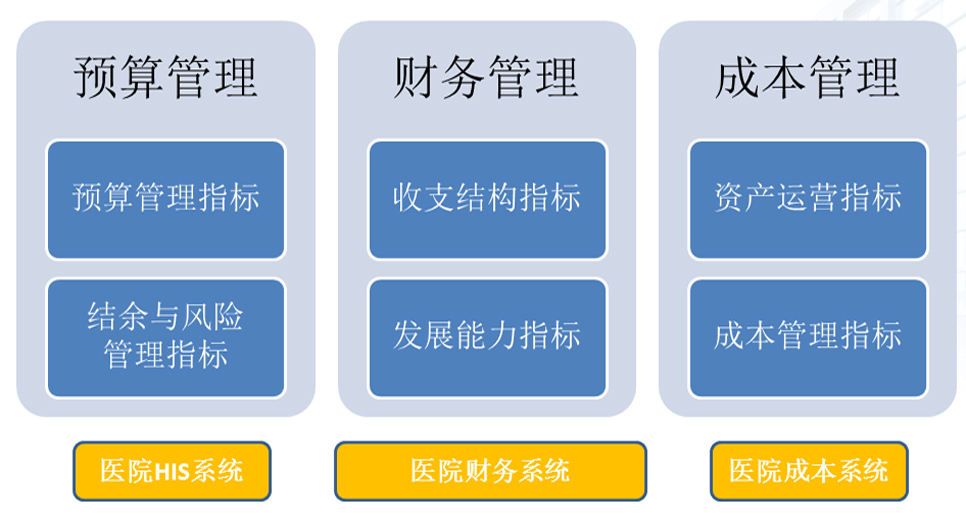 预算管理
预算管理指标
结余与风险
管理指标
财务管理
收支结构指标
发展能力指标
成本管理
资产运营指标
成本管理指标
医院HIS系统
医院财务系统
医院成本系统